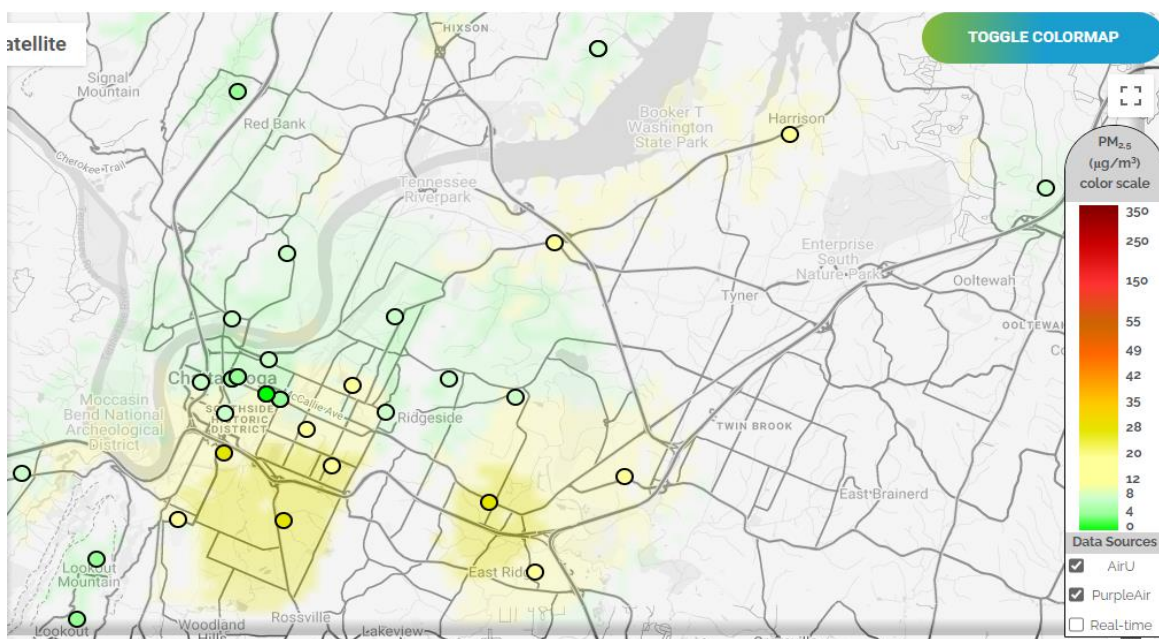 atellite
HIXSON
TOGGLE COLORMAP
Signal
Mountain
Red Bank
Booker T
Washington
State Park
Harrison
PM2.5
(µg/m³)
color scale
Cherokee Trail
Tennessee
Riverpark
350
250
150
55
49
42
35
28
20
12
8
4
0
Enterprise
South
Nature Park
Ooltewah
Tyner
OOLTEWAH
Co
Chattanooga
McCallie Ave
Moccasin
Bend National
Archeological
District
SOUTHSIDE
HISTORIC
DISTRICT
Ridgeside
TWIN BROOK
East Brainerd
Data Sources
AirU
PurpleAir
Real-time
Lookout
Mountain
East Rid
Lookout
Woodland
Hills
Rossville
Lakeview